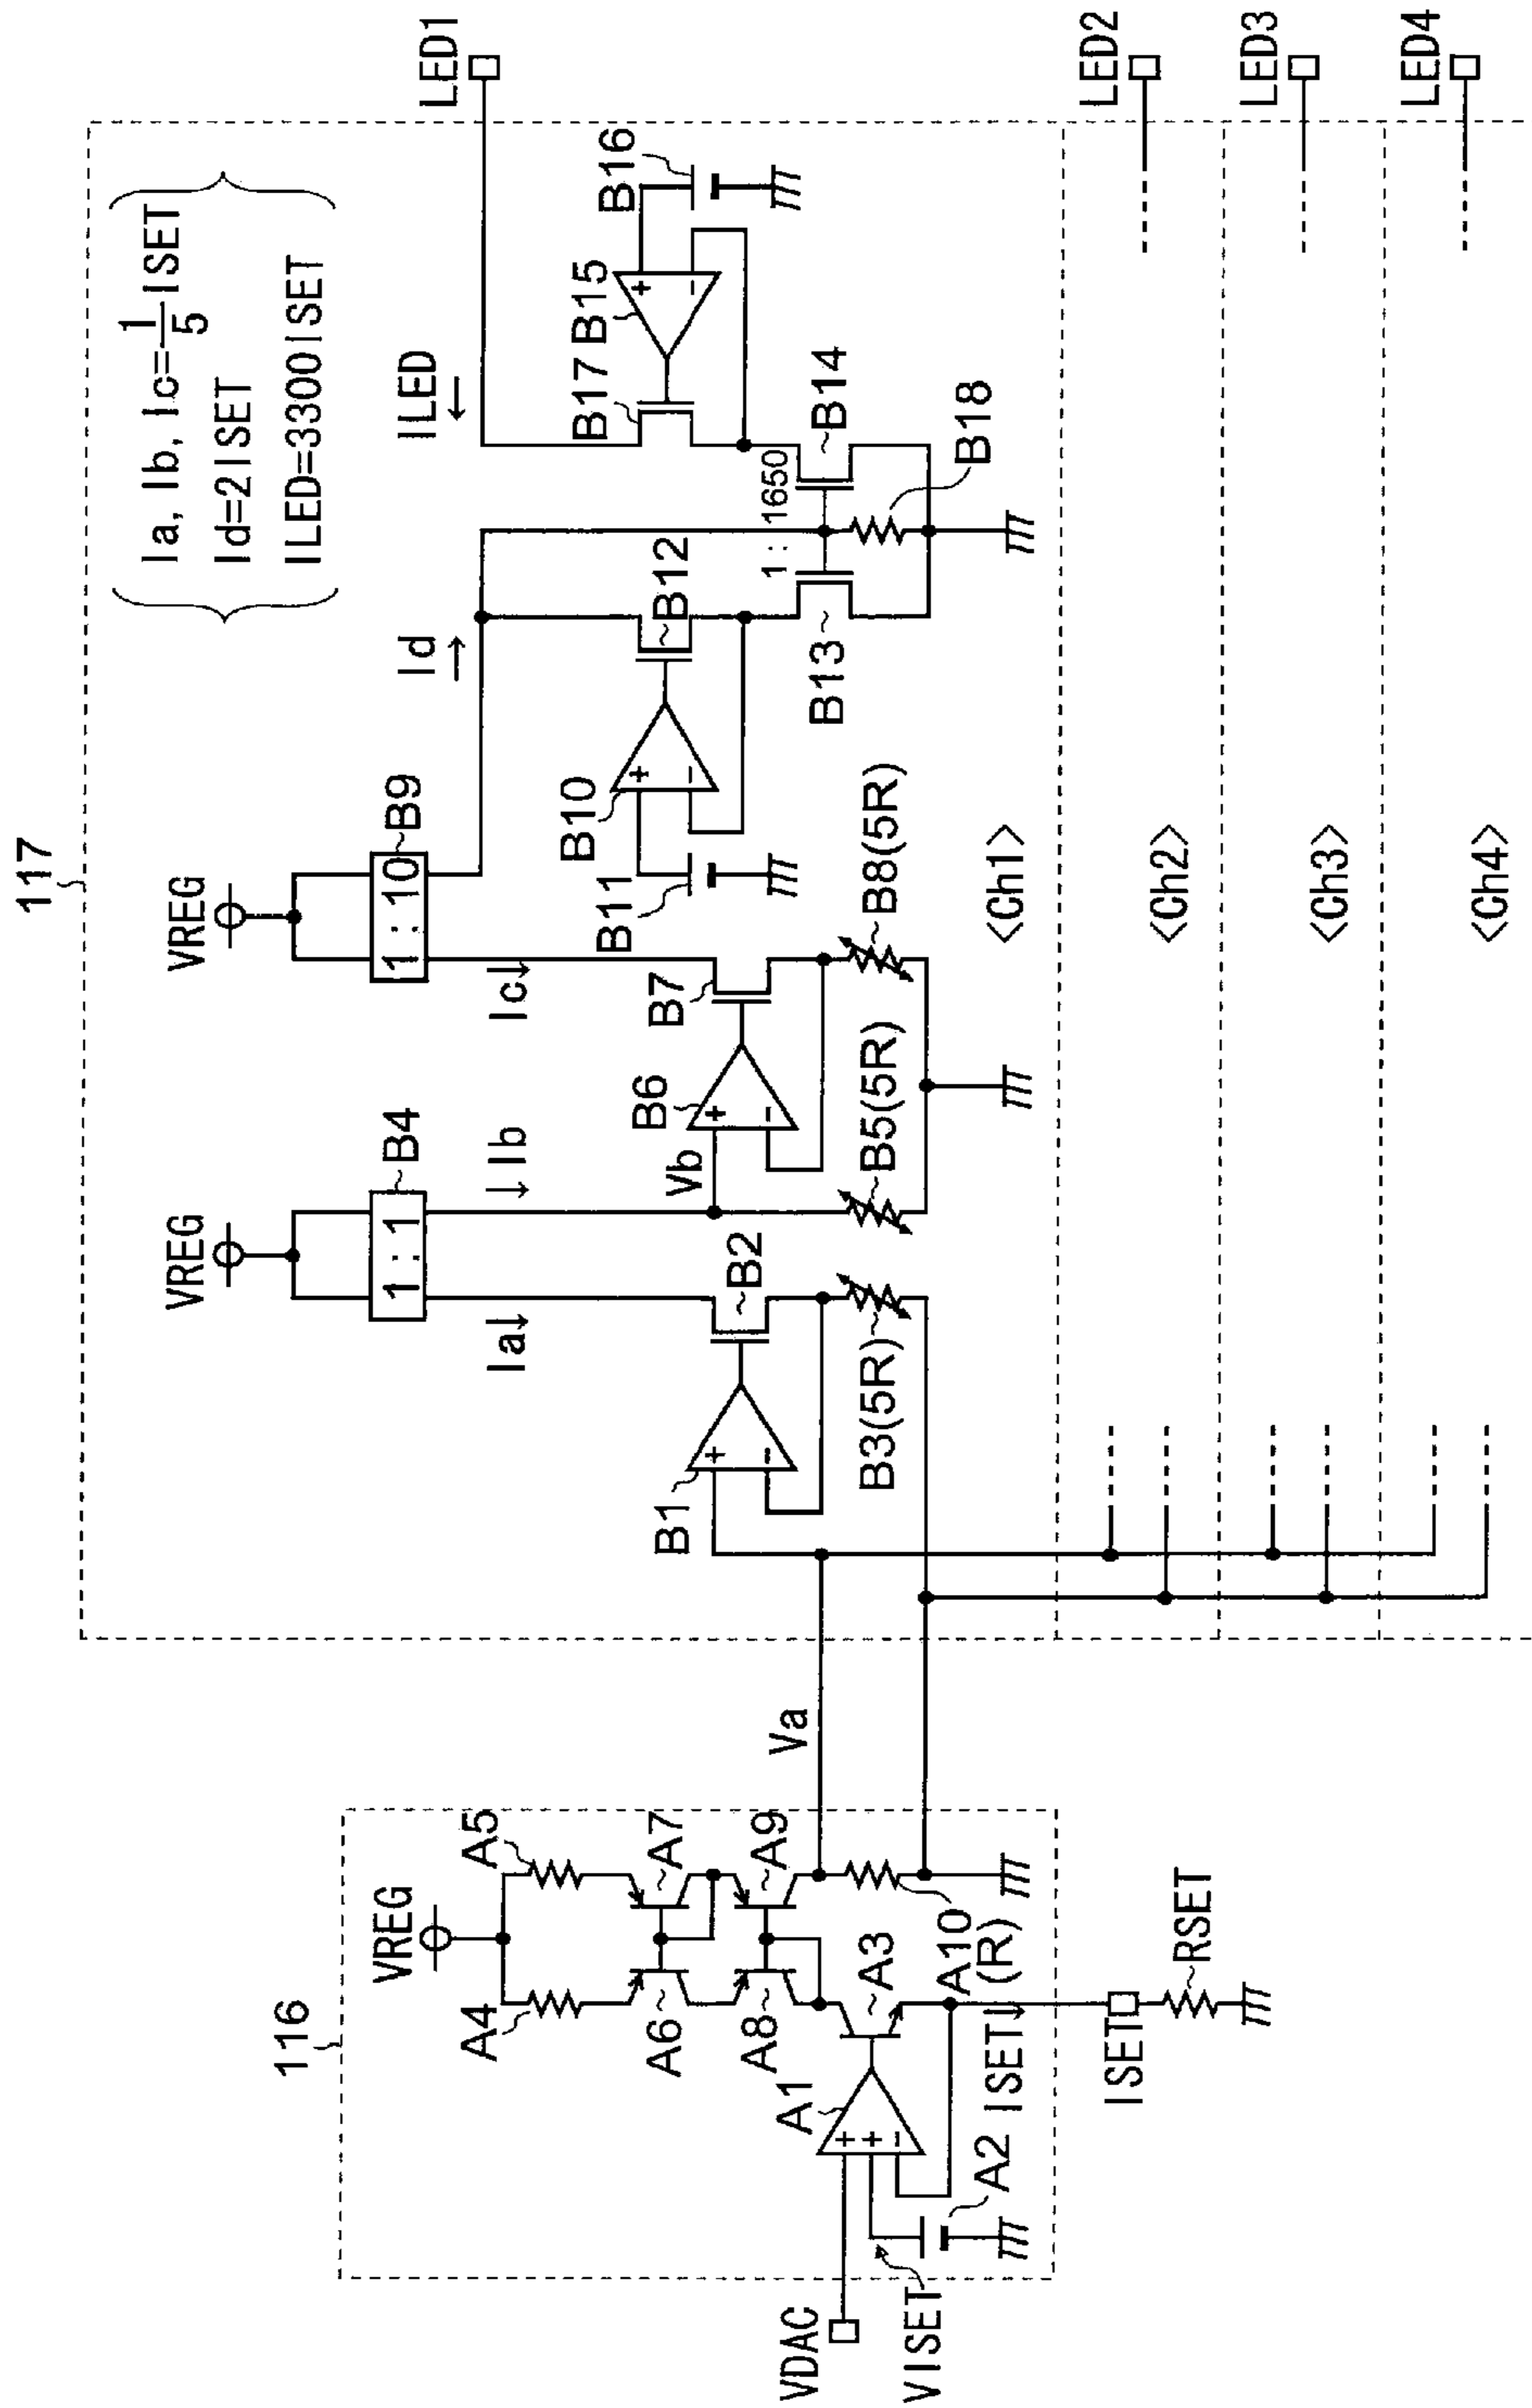 117
VREG
VREG
B4
1 : 1
B9
1 : 10
Ia, Ib, Ic=1/5 ISET
Id=2ISET
ILED=3300ISET
Ia↓
↓Ib
Ic↓
Id →
ILED ←
LED1
B1
+
-
B2
B3(5R)
Vb
B5(5R)
B6
+
-
B7
B8(5R)
B10
+
-
B11
B12
B13
1 : 1650
B14
B15
+
-
B16
B17
B18
<Ch1>
<Ch2>
LED2
<Ch3>
LED3
<Ch4>
LED4
116
VREG
A4
A5
A6
A7
A8
A9
Va
A1
+
+
-
A3
A10
(R)
VDAC
VISET
A2
ISET↓
ISET
RSET